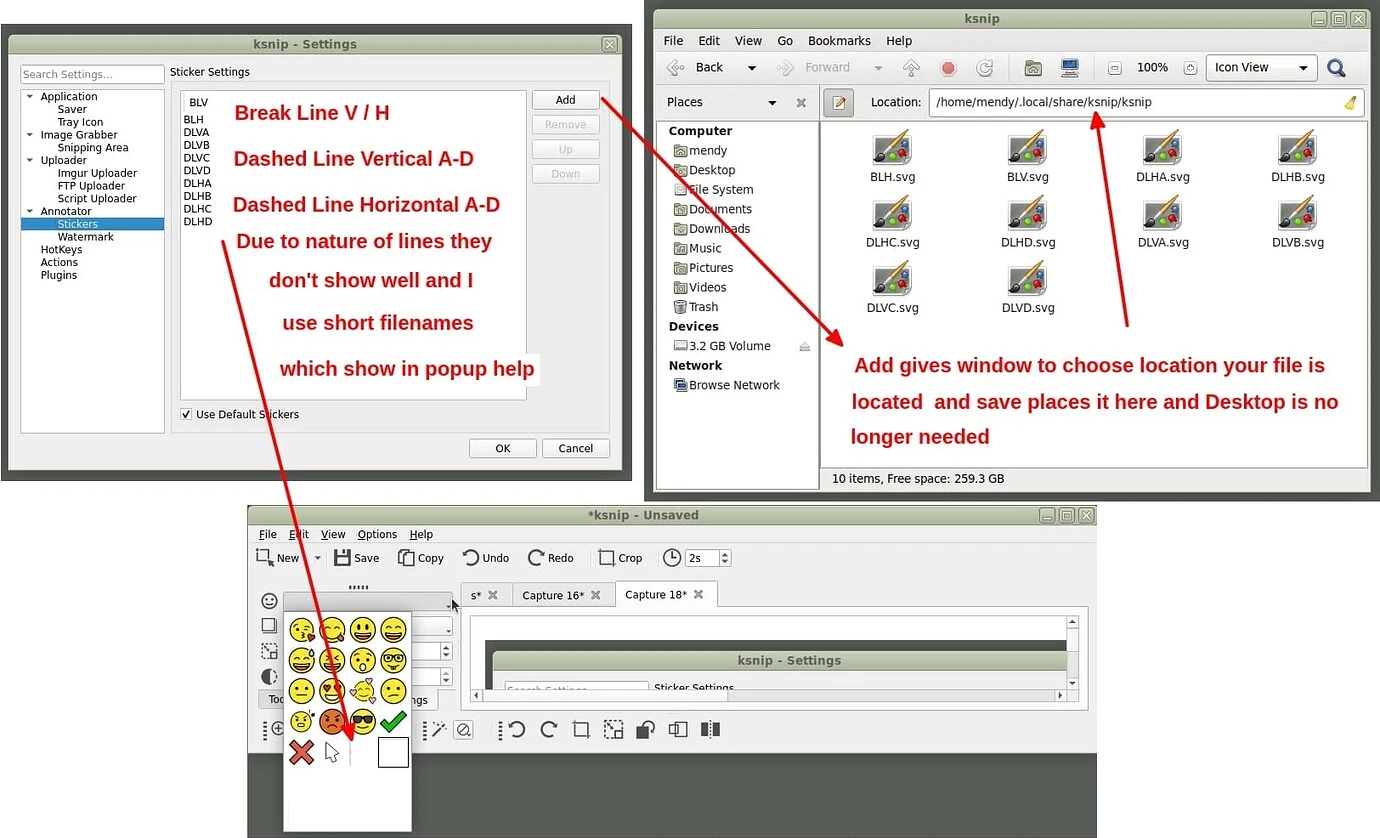 ksnip - Settings
Search Settings...
Application
Saver
Tray Icon
Image Grabber
Snipping Area
Uploader
Imgur Uploader
FTP Uploader
Script Uploader
Annotator
Stickers
Watermark
HotKeys
Actions
Plugins
Sticker Settings
BLV
BLH
DLVA
DLVB
DLVC
DLVD
DLHA
DLHB
DLHC
DLHD
Break Line V / H
Dashed Line Vertical A-D
Dashed Line Horizontal A-D
Due to nature of lines they
don't show well and I
use short filenames
which show in popup help
Add
Remove
Up
Down
Use Default Stickers
OK Cancel
ksnip
File Edit View Go Bookmarks Help
Back Forward 100% Icon View
Places Location: /home/mendy/.local/share/ksnip/ksnip
Computer
mendy
Desktop
File System
Documents
Downloads
Music
Pictures
Videos
Trash
Devices
3.2 GB Volume
Network
Browse Network
BLH.svg BLV.svg DLHA.svg DLHB.svg
DLHC.svg DLHD.svg DLVA.svg DLVB.svg
DLVC.svg DLVD.svg
Add gives window to choose location your file is
located and save places it here and Desktop is no
longer needed
10 items, Free space: 259.3 GB
*ksnip - Unsaved
File Edit View Options Help
New Save Copy Undo Redo Crop 2s
s* Capture 16* Capture 18*
ksnip - Settings
Search Settings... Sticker Settings